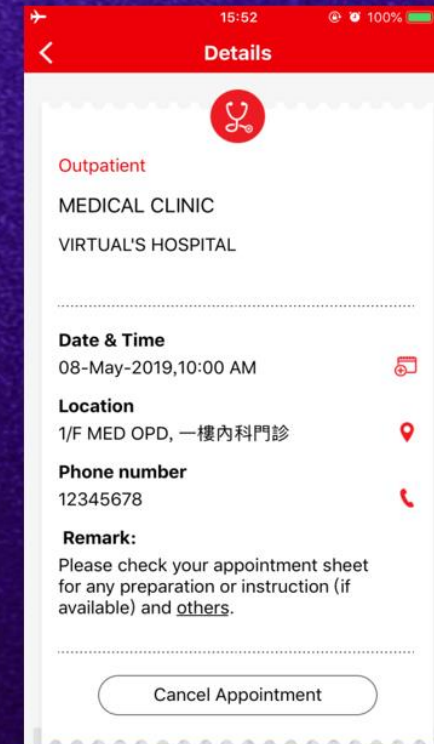 15:52
100%
Details
Outpatient
MEDICAL CLINIC
VIRTUAL'S HOSPITAL
Date & Time
08-May-2019,10:00 AM
Location
1/F MED OPD, 一樓內科門診
Phone number
12345678
Remark:
Please check your appointment sheet
for any preparation or instruction (if
available) and others.
Cancel Appointment